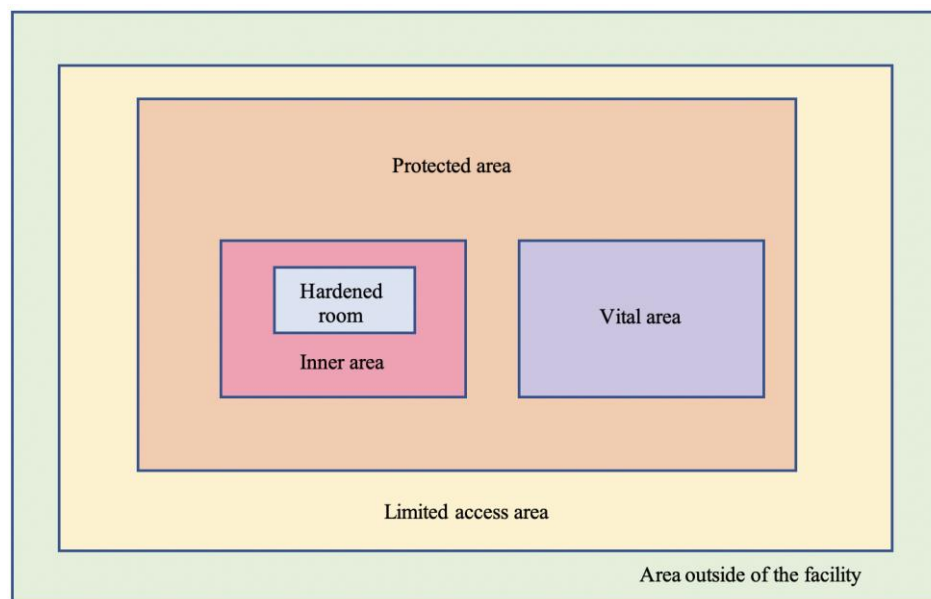 Protected area
Hardened
room
Inner area
Vital area
Limited access area
Area outside of the facility